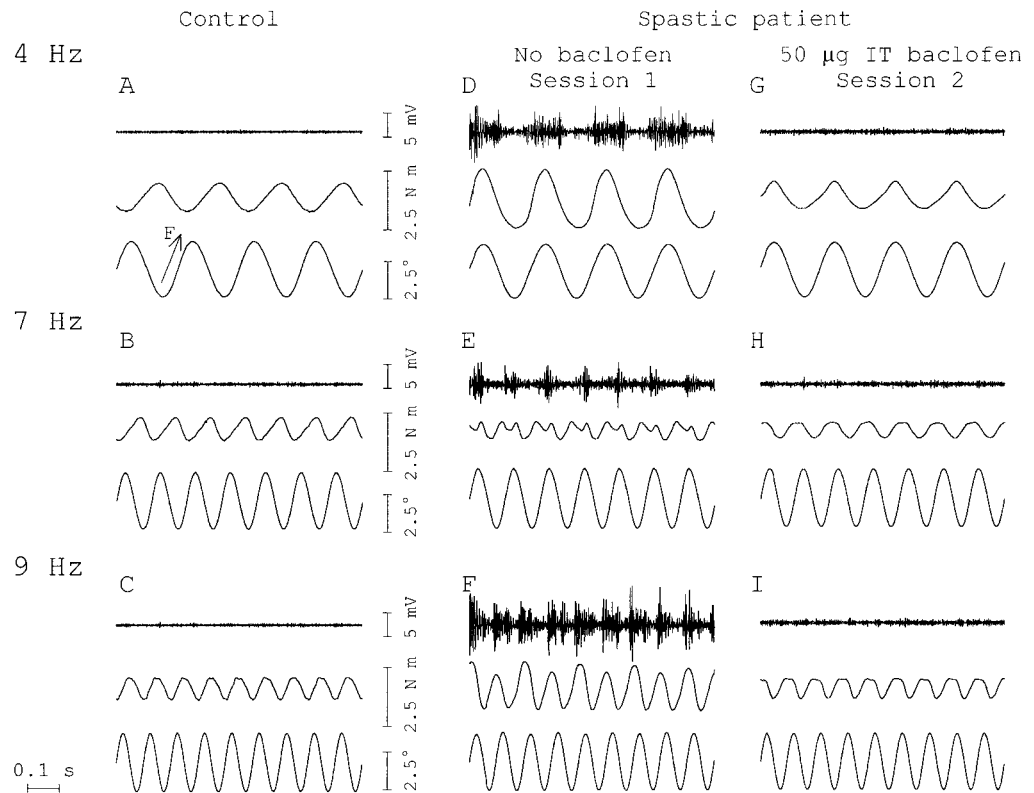 Control
Spastic patient
4 Hz
No baclofen
Session 1
50 μg IT baclofen
Session 2
A
D
G
5 mV
2.5 N m
F
2.5°
7 Hz
B
E
H
5 mV
2.5 N m
2.5°
9 Hz
C
F
I
5 mV
2.5 N m
2.5°
0.1 s